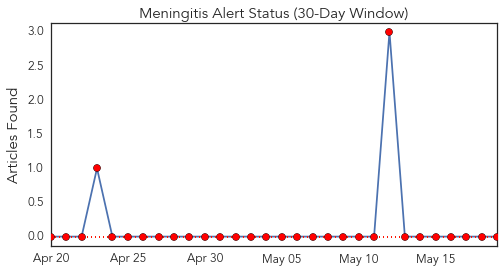 Meningitis Alert Status (30-Day Window)
Articles Found
3.0
2.5
2.0
1.5
1.0
0.5
0.0
Apr 20 Apr 25 Apr 30 May 05 May 10 May 15